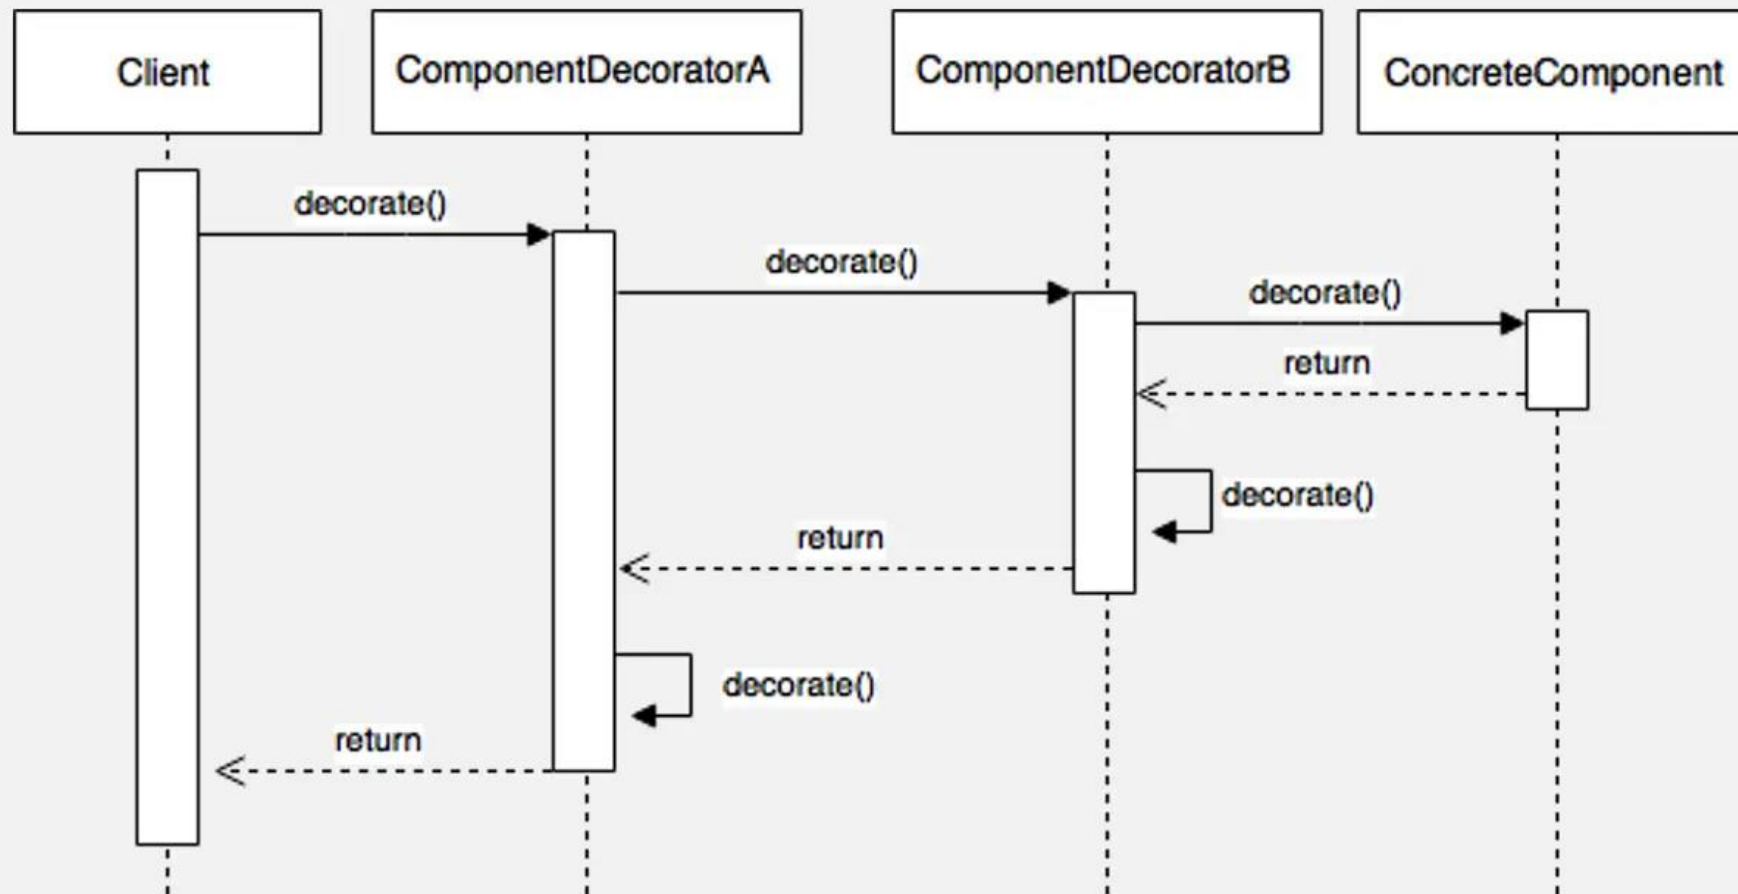 Client
ComponentDecoratorA
ComponentDecoratorB
ConcreteComponent
decorate()
decorate()
decorate()
return
decorate()
return
decorate()
return